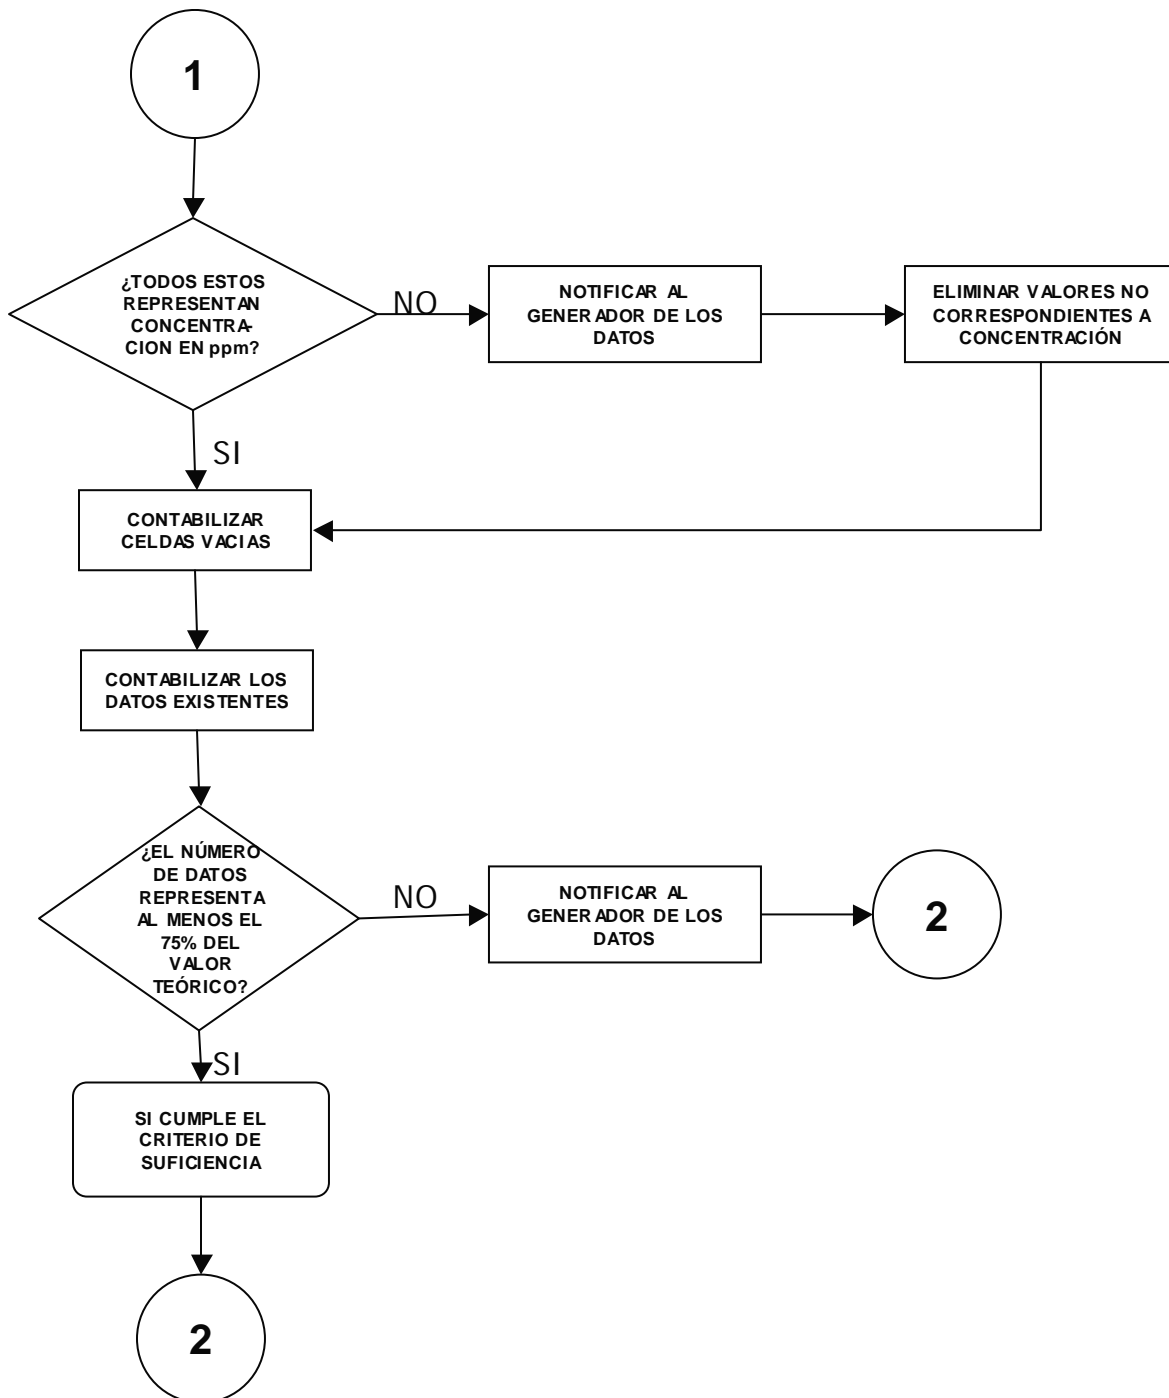 1
¿TODOS ESTOS
REPRESENTAN
CONCENTRA-
CION EN ppm?
NO
NOTIFICAR AL
GENERADOR DE LOS
DATOS
ELIMINAR VALORES NO
CORRESPONDIENTES A
CONCENTRACIÓN
SI
CONTABILIZAR
CELDAS VACIAS
CONTABILIZAR LOS
DATOS EXISTENTES
¿EL NÚMERO
DE DATOS
REPRESENTA
AL MENOS EL
75% DEL
VALOR
TEÓRICO?
NO
NOTIFICAR AL
GENERADOR DE LOS
DATOS
2
SI
SI CUMPLE EL
CRITERIO DE
SUFICIENCIA
2